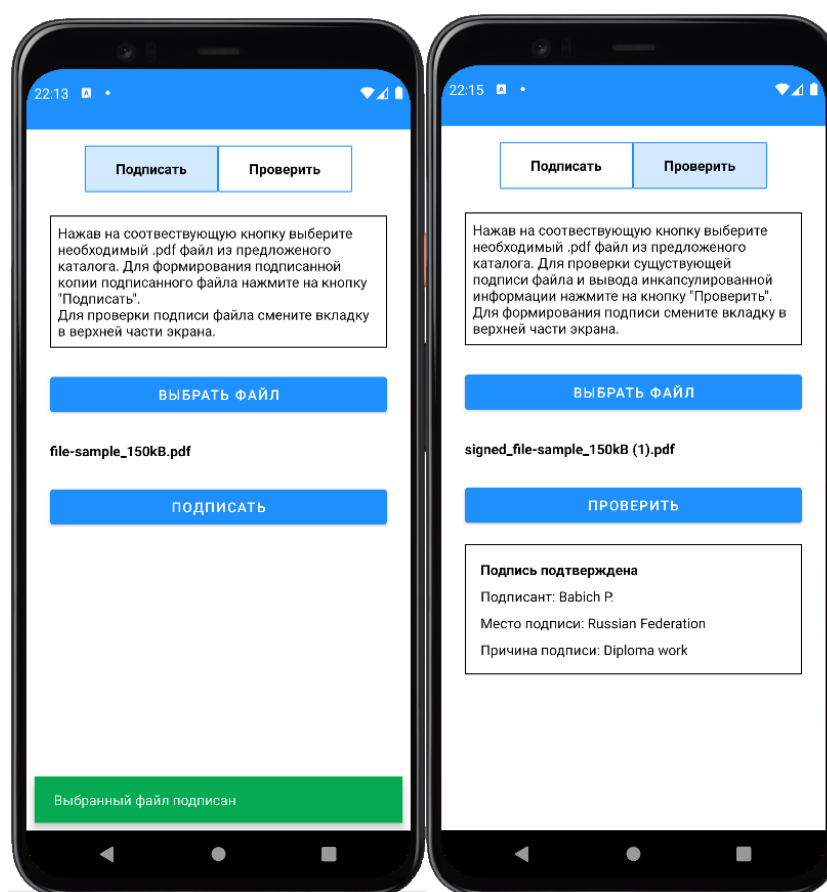 22:13
Подписать
Проверить
Нажав на соотвествующую кнопку выберите
необходимый .pdf файл из предложеного
каталога. Для формирования подписанной
копии подписанного файла нажмите на кнопку
"Подписать".
Для проверки подписи файла смените вкладку
в верхней части экрана.
ВЫБРАТЬ ФАЙЛ
file-sample_150kB.pdf
ПОДПИСАТЬ
Выбранный файл подписан
22:15
Подписать
Проверить
Нажав на соотвествующую кнопку выберите
необходимый .pdf файл из предложеного
каталога. Для проверки сущуствующей
подписи файла и вывода инкапсулированной
информации нажмите на кнопку "Проверить".
Для формирования подписи смените вкладку в
верхней части экрана.
ВЫБРАТЬ ФАЙЛ
signed_file-sample_150kB (1).pdf
ПРОВЕРИТЬ
Подпись подтверждена
Подписант: Babich P.
Место подписи: Russian Federation
Причина подписи: Diploma work